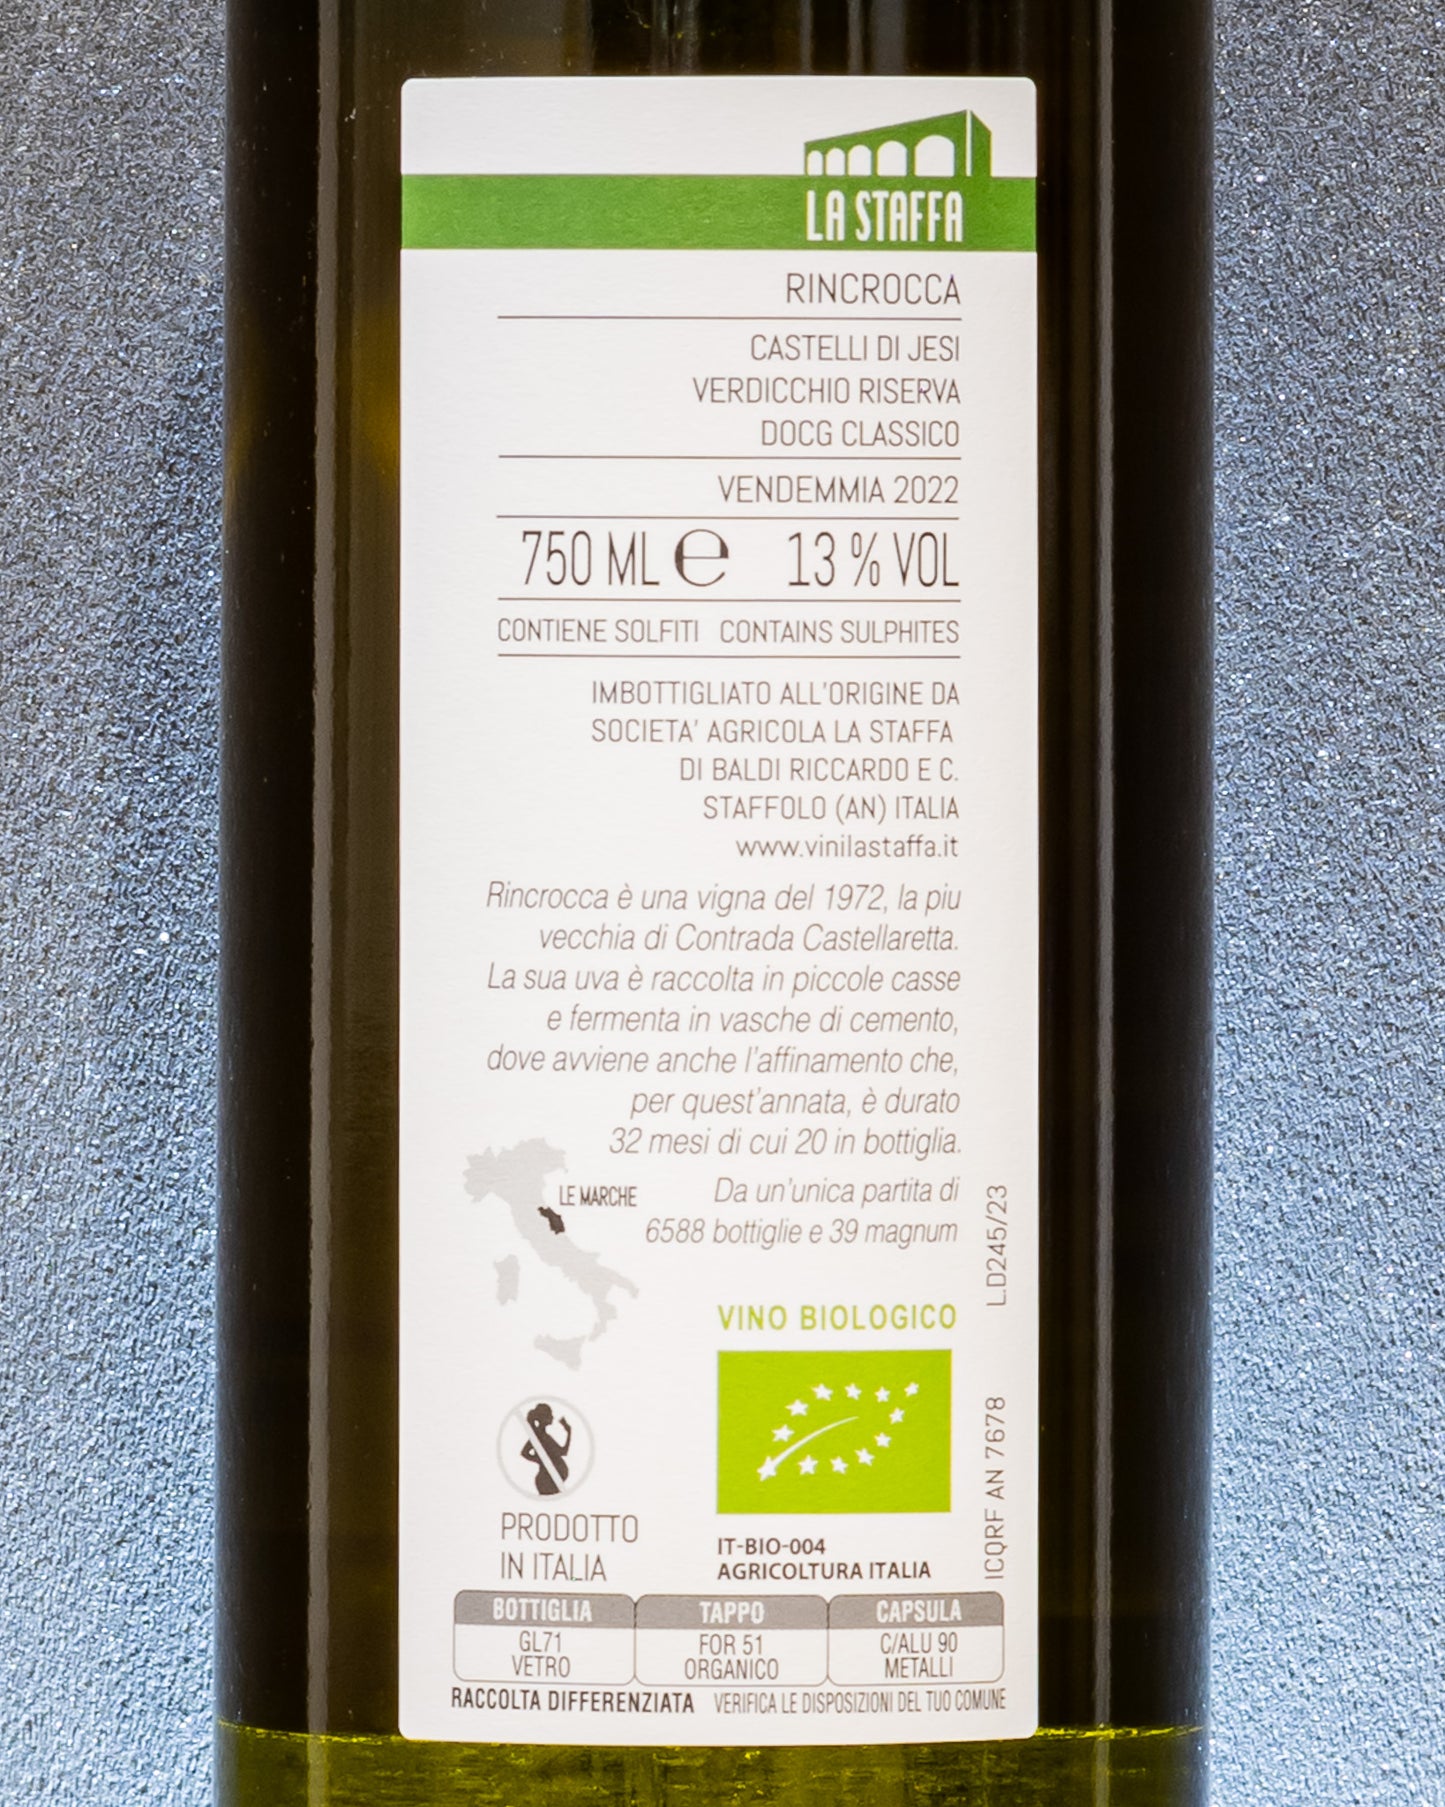 LA STAFFA
RINCROCCA
CASTELLI DI JESI
VERDICCHIO RISERVA
DOCG CLASSICO
VENDEMMIA 2022
750 ML e 13 % VOL
CONTIENE SOLFITI CONTAINS SULPHITES
IMBOTTIGLIATO ALL'ORIGINE DA
SOCIETA' AGRICOLA LA STAFFA
DI BALDI RICCARDO E C.
STAFFOLO (AN) ITALIA
www.vinilastaffa.it
Rincrocca è una vigna del 1972, la piu
vecchia di Contrada Castellaretta.
La sua uva è raccolta in piccole casse
e fermenta in vasche di cemento,
dove avviene anche l'affinamento che,
per quest'annata, è durato
32 mesi di cui 20 in bottiglia.
Da un'unica partita di
6588 bottiglie e 39 magnum
LE MARCHE
L.D245/23
VINO BIOLOGICO
ICQRF AN 7678
PRODOTTO
IN ITALIA
IT-BIO-004
AGRICOLTURA ITALIA
BOTTIGLIA TAPPO CAPSULA
GL71 FOR 51 C/ALU 90
VETRO ORGANICO METALLI
RACCOLTA DIFFERENZIATA VERIFICA LE DISPOSIZIONI DEL TUO COMUNE